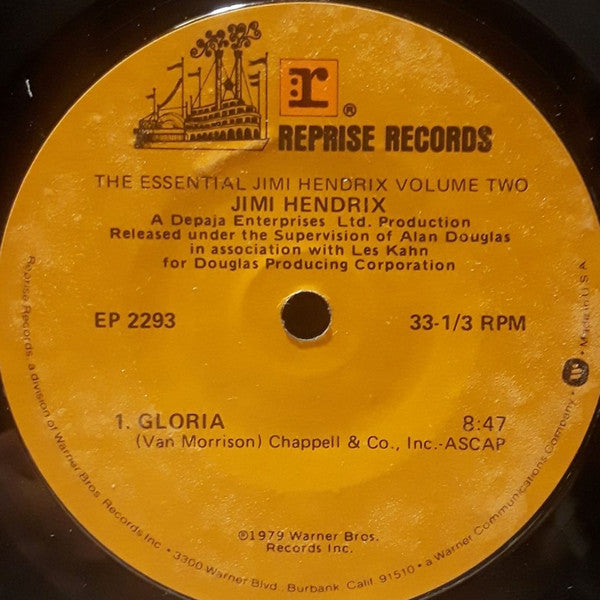 r®
REPRISE RECORDS
THE ESSENTIAL JIMI HENDRIX VOLUME TWO
JIMI HENDRIX
A Depaja Enterprises Ltd. Production
Released under the Supervision of Alan Douglas
in association with Les Kahn
for Douglas Producing Corporation
EP 2293
33-1/3 RPM
1. GLORIA 8:47
(Van Morrison) Chappell & Co., Inc.-ASCAP
©1979 Warner Bros.
Records Inc.
Reprise Records, a division of Warner Bros. Records Inc. • 3300 Warner Blvd., Burbank, Calif. 91510 • a Warner Communications Company • Made in U.S.A.